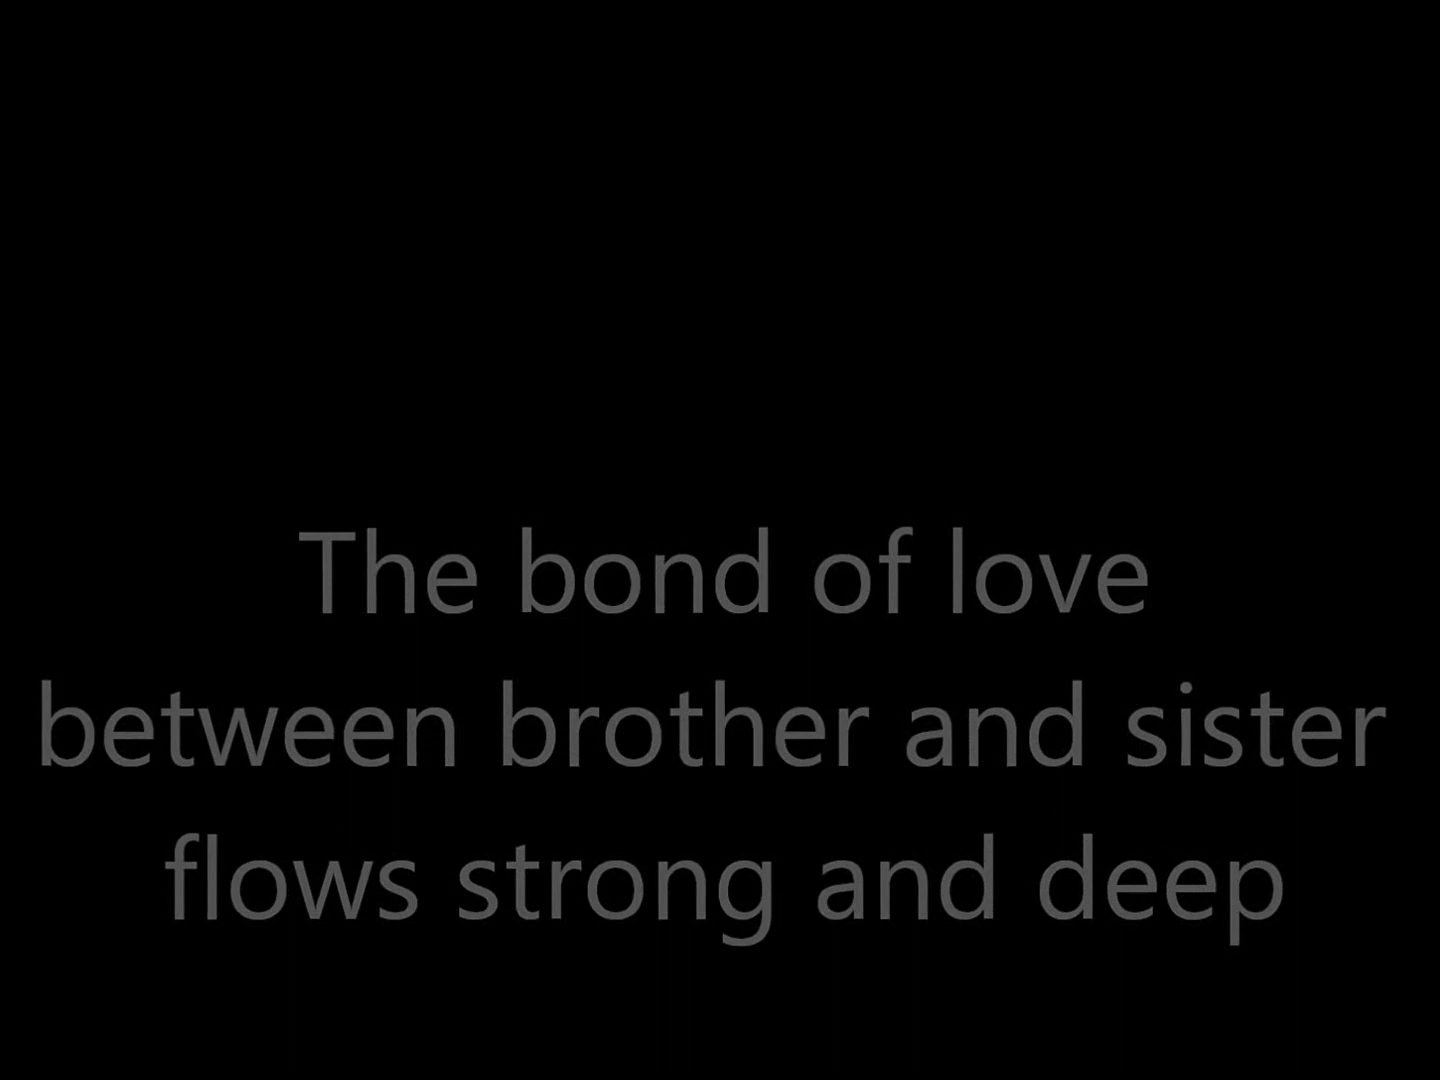 The bond of love
between brother and sister
flows strong and deep